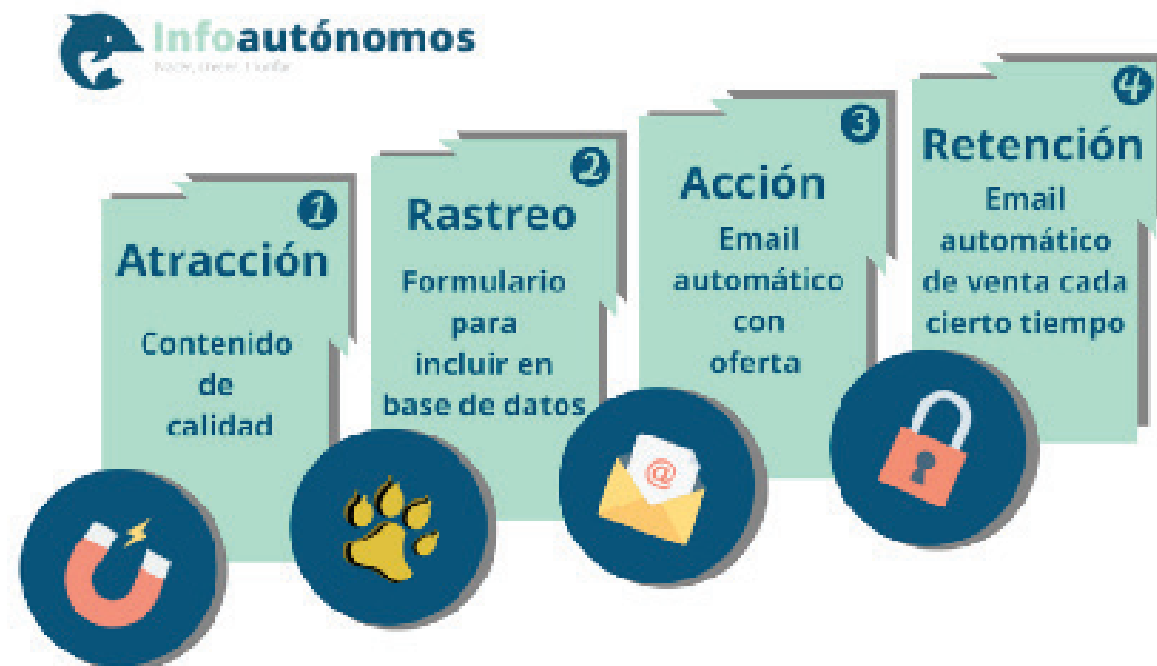 Infoautónomos
1
Atracción
Contenido
de
calidad
2
Rastreo
Formulario
para
incluir en
base de datos
3
Acción
Email
automático
con
oferta
@
4
Retención
Email
automático
de venta cada
cierto tiempo